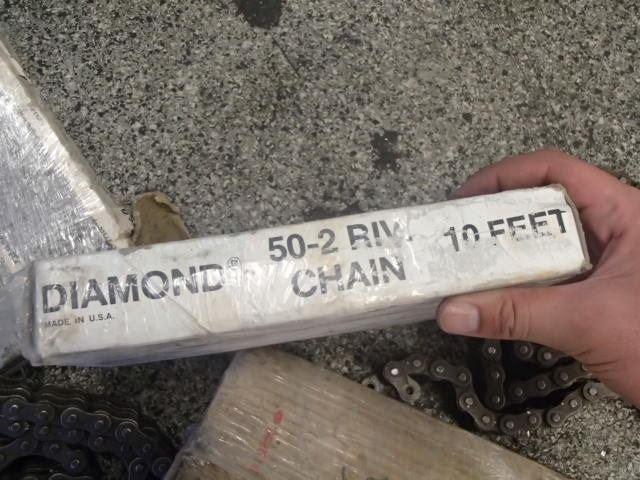 DIAMOND®
MADE IN U.S.A.
50-2 RIV.
CHAIN
10 FEET